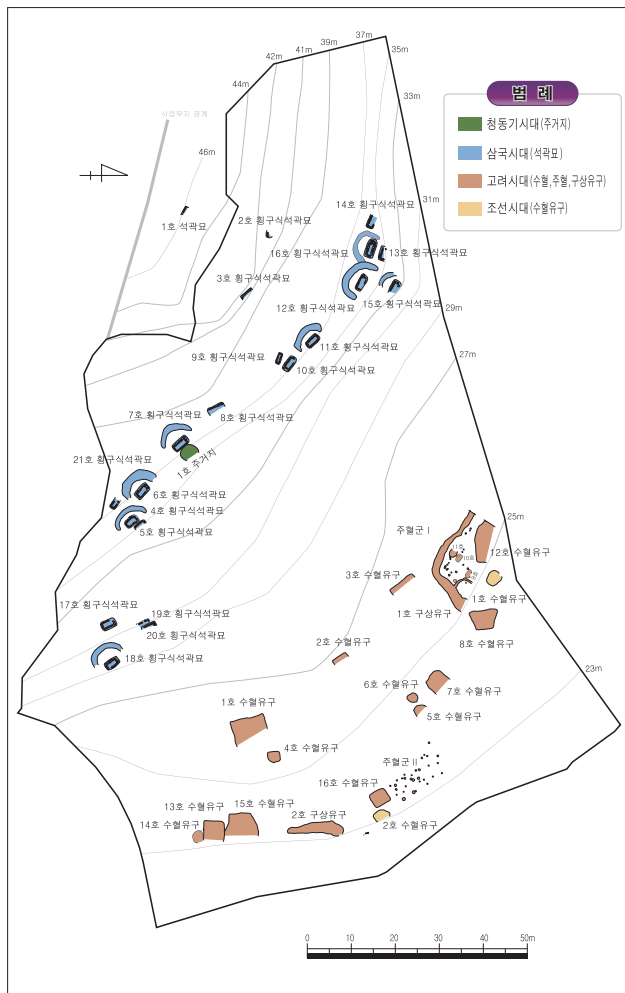 37m
39m
41m
42m
44m
35m
33m
범 례
청동기시대(주거지)
삼국시대(석곽묘)
고려시대(수혈,주혈,구상유구)
조선시대(수혈유구)
사업부지 경계
46m
1호 석곽묘
2호 횡구식석곽묘
14호 횡구식석곽묘
31m
16호 횡구식석곽묘
13호 횡구식석곽묘
3호 횡구식석곽묘
12호 횡구식석곽묘
15호 횡구식석곽묘
29m
11호 횡구식석곽묘
9호 횡구식석곽묘
10호 횡구식석곽묘
27m
7호 횡구식석곽묘
8호 횡구식석곽묘
21호 횡구식석곽묘
1호 주거지
6호 횡구식석곽묘
4호 횡구식석곽묘
5호 횡구식석곽묘
25m
주혈군 I
11호
10호
12호 수혈유구
3호 수혈유구
1호 수혈유구
1호 구상유구
8호 수혈유구
17호 횡구식석곽묘
19호 횡구식석곽묘
20호 횡구식석곽묘
18호 횡구식석곽묘
2호 수혈유구
23m
6호 수혈유구
7호 수혈유구
5호 수혈유구
1호 수혈유구
4호 수혈유구
주혈군 II
16호 수혈유구
13호 수혈유구
15호 수혈유구
2호 구상유구
14호 수혈유구
2호 수혈유구
0 10 20 30 40 50m